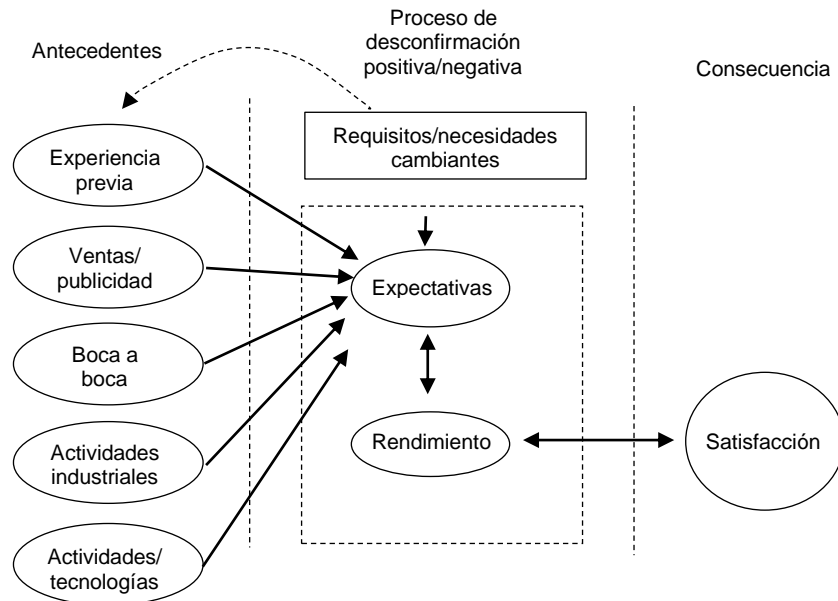 Antecedentes
Proceso de
desconfirmación
positiva/negativa
Consecuencia
Requisitos/necesidades
cambiantes
Experiencia
previa
Ventas/
publicidad
Expectativas
Boca a
boca
Rendimiento
Satisfacción
Actividades
industriales
Actividades/
tecnologías